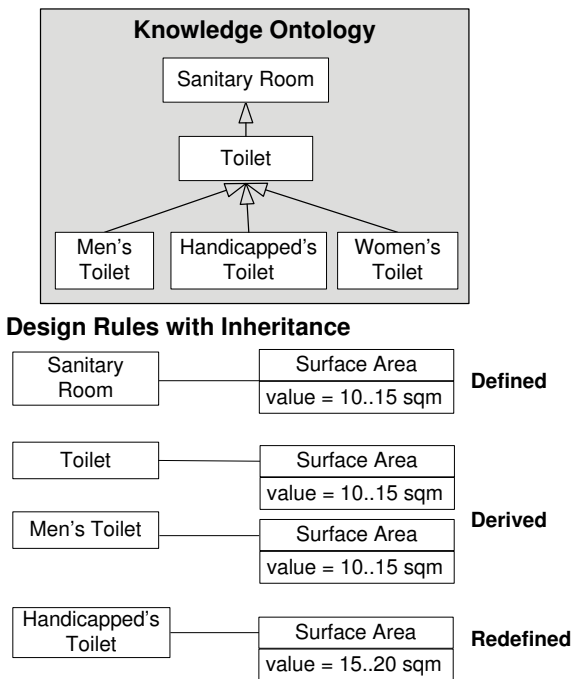 Knowledge Ontology
Sanitary Room
Toilet
Men's
Toilet
Handicapped's
Toilet
Women's
Toilet
Design Rules with Inheritance
Sanitary
Room
Surface Area
value = 10..15 sqm
Defined
Toilet
Surface Area
value = 10..15 sqm
Derived
Men's Toilet
Surface Area
value = 10..15 sqm
Handicapped's
Toilet
Surface Area
value = 15..20 sqm
Redefined